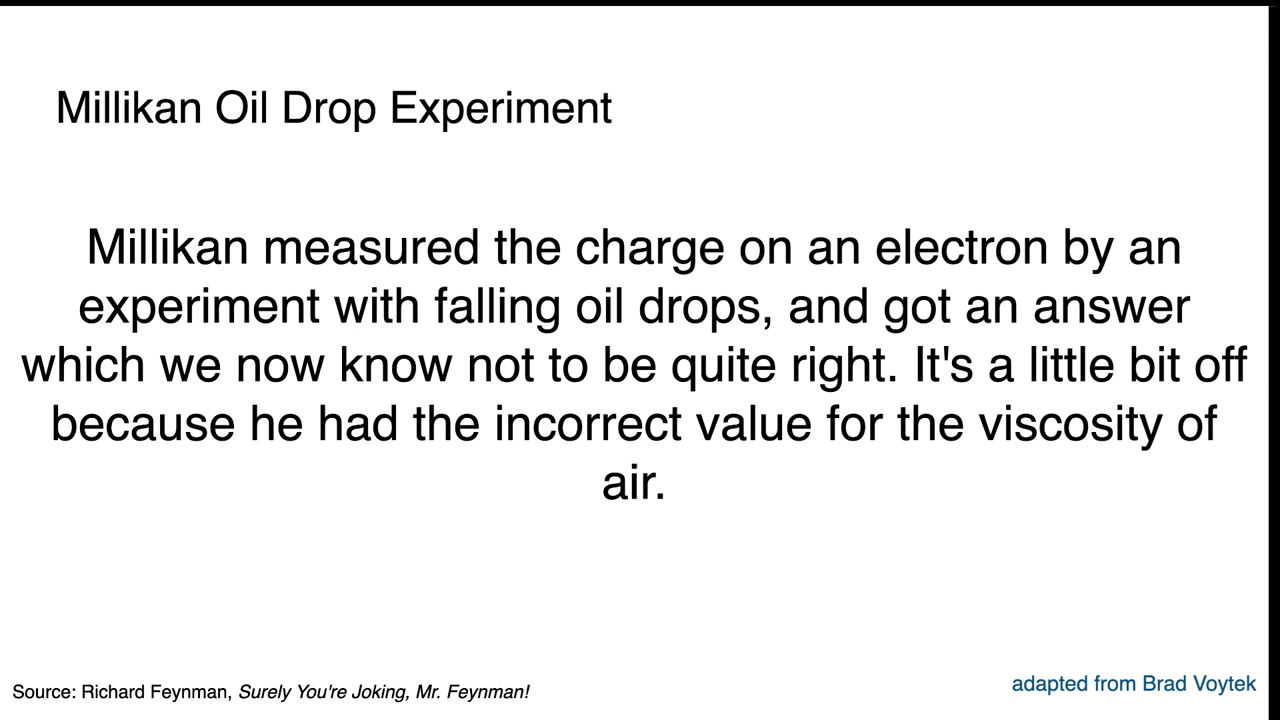 Millikan Oil Drop Experiment
Millikan measured the charge on an electron by an
experiment with falling oil drops, and got an answer
which we now know not to be quite right. It's a little bit off
because he had the incorrect value for the viscosity of
air.
Source: Richard Feynman, Surely You're Joking, Mr. Feynman!
adapted from Brad Voytek